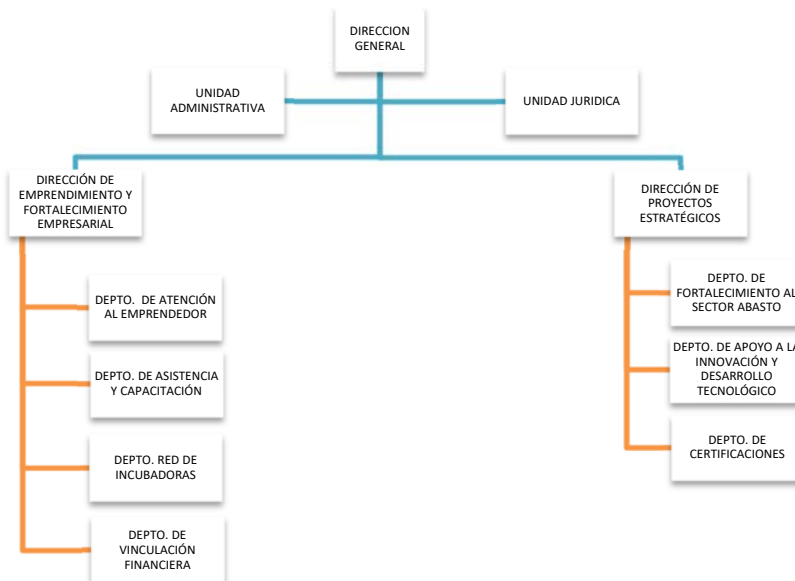 DIRECCION
GENERAL
UNIDAD
ADMINISTRATIVA
UNIDAD JURIDICA
DIRECCIÓN DE
EMPRENDIMIENTO Y
FORTALECIMIENTO
EMPRESARIAL
DEPTO. DE ATENCIÓN
AL EMPRENDEDOR
DEPTO. DE ASISTENCIA
Y CAPACITACIÓN
DEPTO. RED DE
INCUBADORAS
DEPTO. DE
VINCULACIÓN
FINANCIERA
DIRECCIÓN DE
PROYECTOS
ESTRATÉGICOS
DEPTO. DE
FORTALECIMIENTO AL
SECTOR ABASTO
DEPTO. DE APOYO A LA
INNOVACIÓN Y
DESARROLLO
TECNOLÓGICO
DEPTO. DE
CERTIFICACIONES